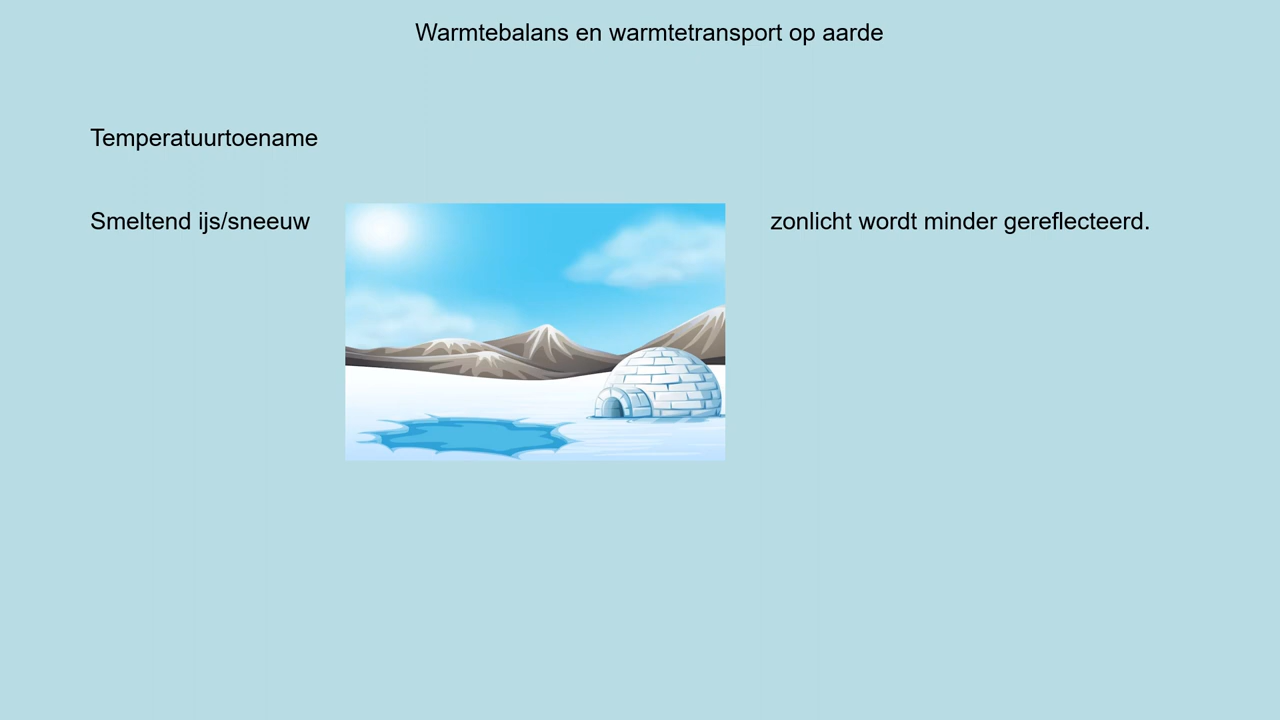 Warmtebalans en warmtetransport op aarde
Temperatuurtoename
Smeltend ijs/sneeuw
zonlicht wordt minder gereflecteerd.